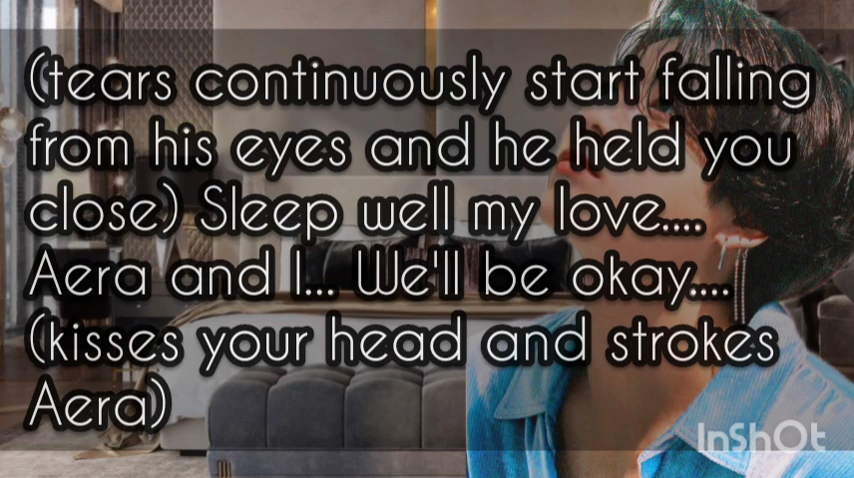 (tears continuously start falling
from his eyes and he held you
close) Sleep well my love....
Aera and I... We'll be okay....
(kisses your head and strokes
Aera)
InShOt